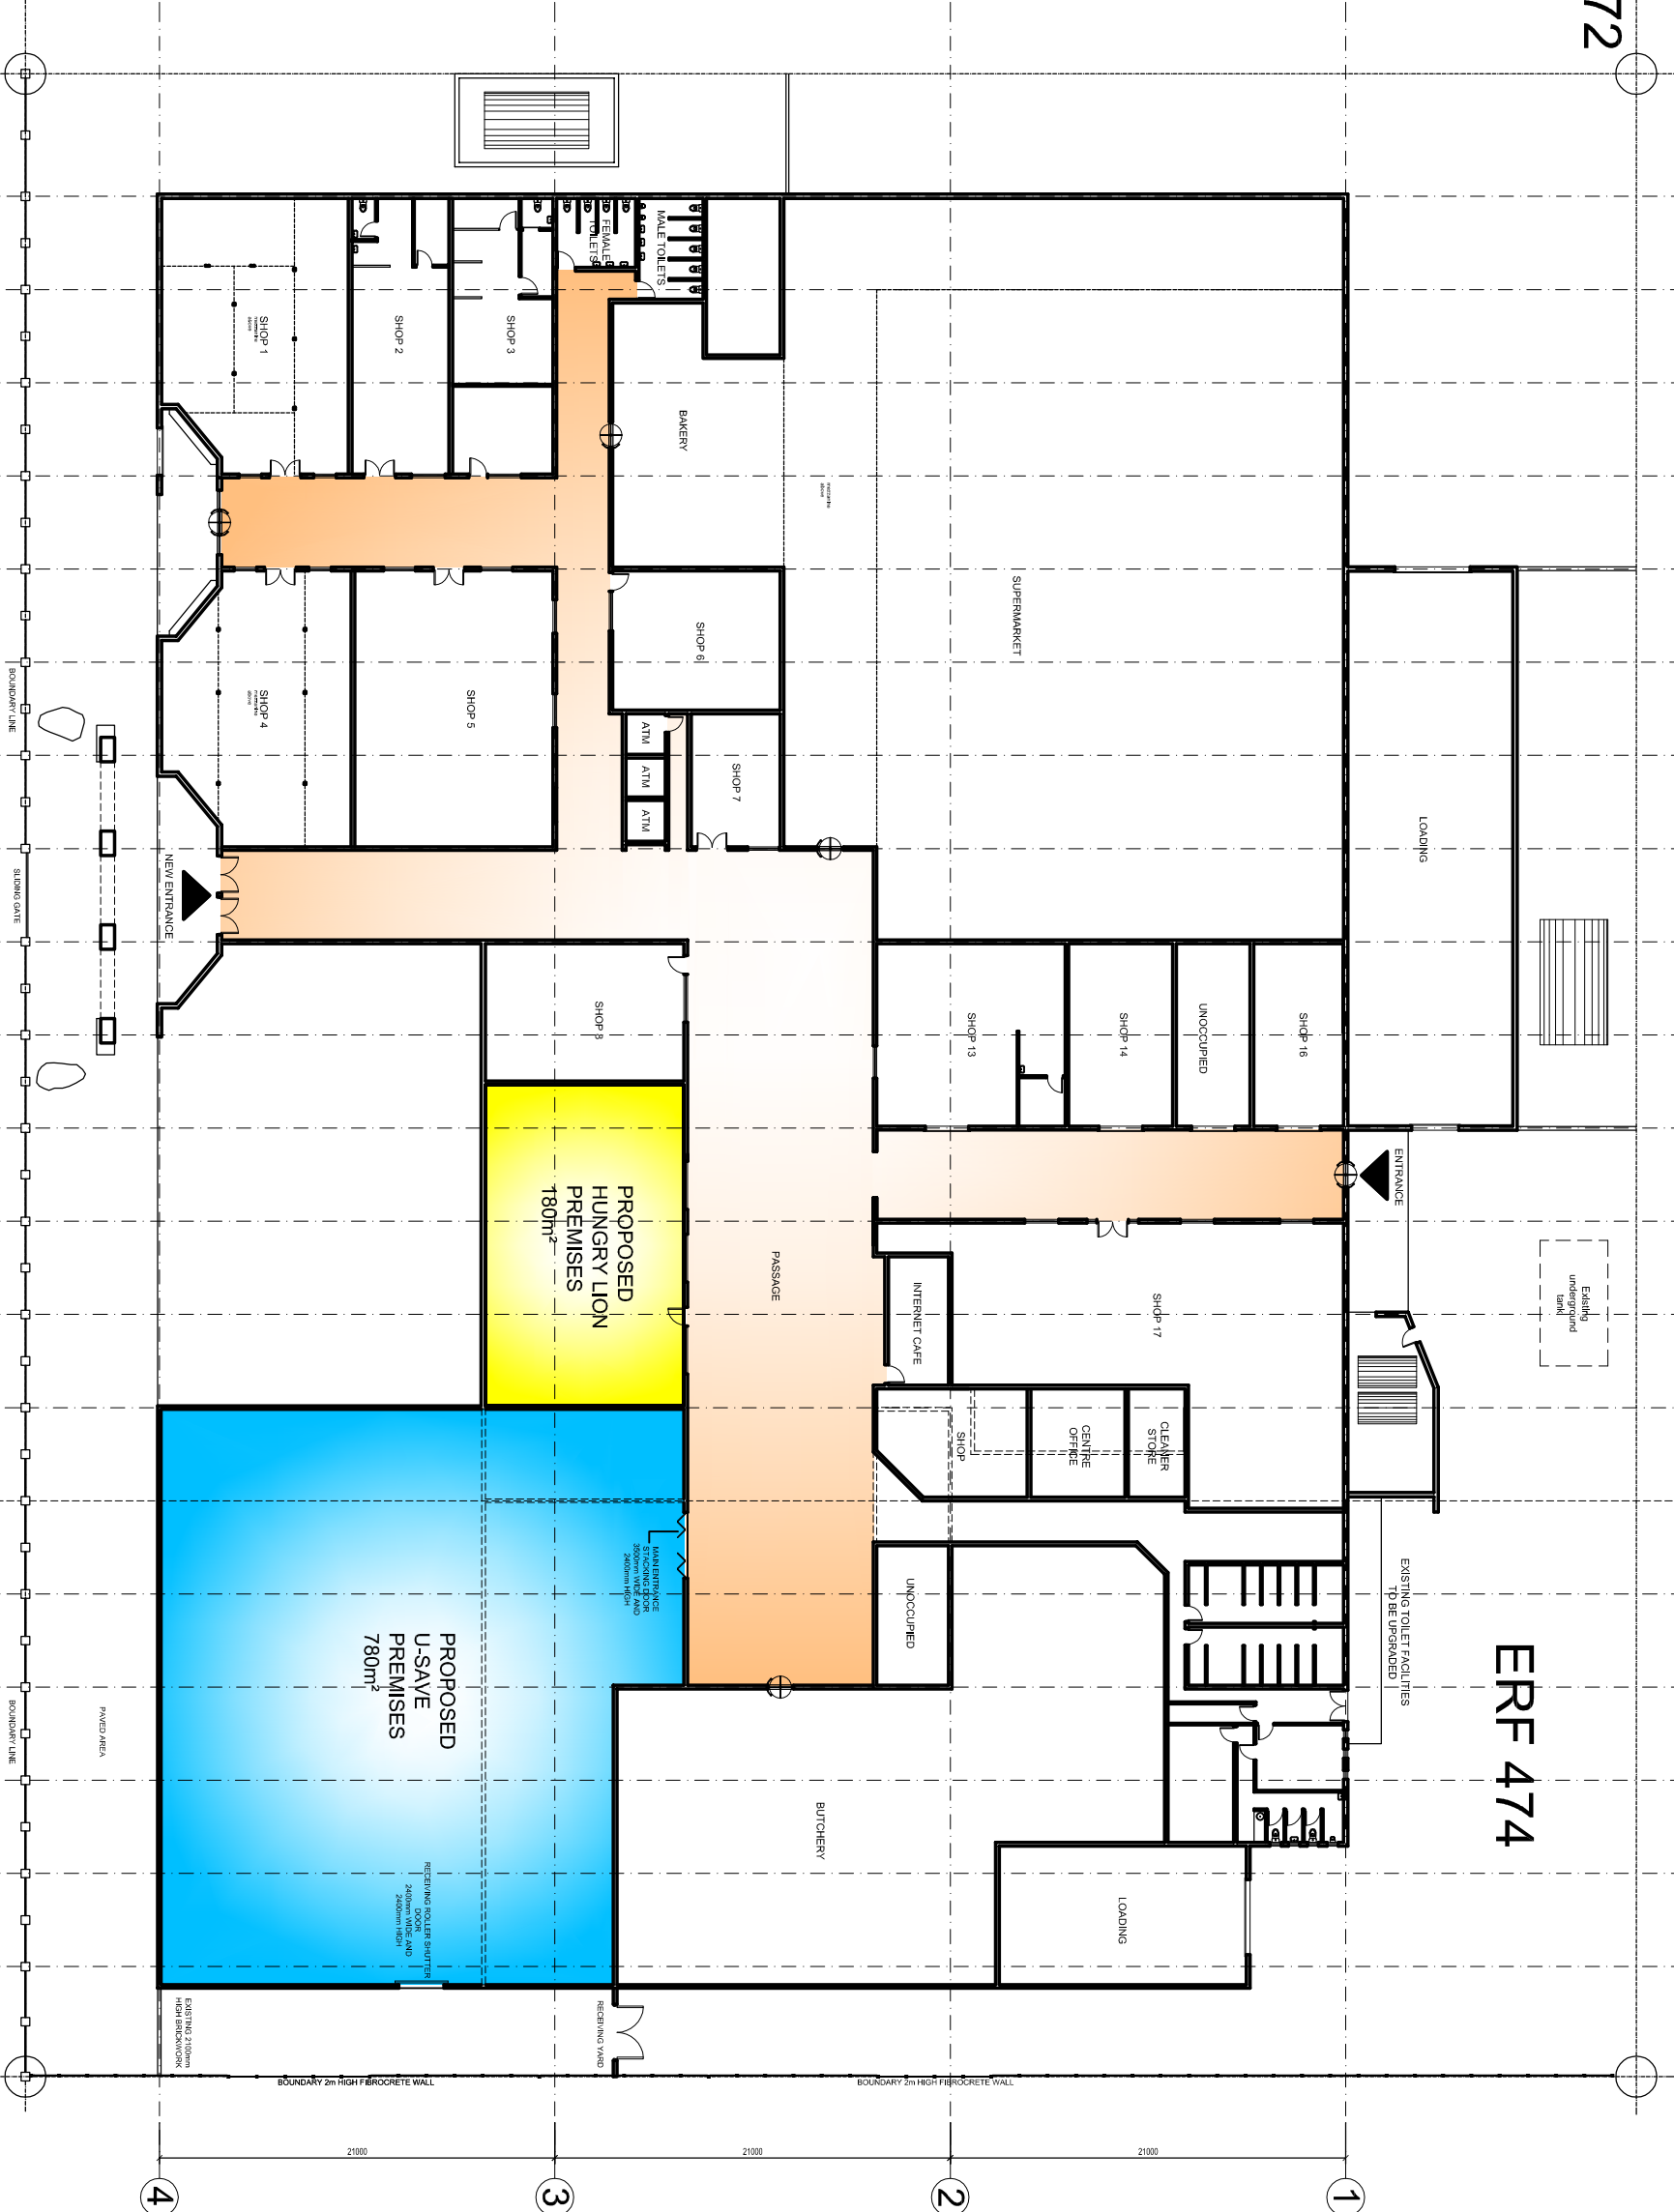 72
ERF 474
FEMALE
TOILETS
MALE TOILETS
SHOP 1
mezzanine
above
SHOP 2
SHOP 3
BAKERY
mezzanine
above
SUPERMARKET
LOADING
SHOP 4
mezzanine
above
SHOP 5
SHOP 6
SHOP 7
ATM
ATM
ATM
NEW ENTRANCE
BOUNDARY LINE
SLIDING GATE
SHOP 8
SHOP 13
SHOP 14
UNOCCUPIED
SHOP 16
ENTRANCE
Existing
underground
tank
PROPOSED
HUNGRY LION
PREMISES
180m²
PASSAGE
INTERNET CAFE
SHOP 17
SHOP
CENTRE
OFFICE
CLEANER
STORE
MAIN ENTRANCE
STACKING DOOR
3500mm WIDE AND
2400mm HIGH
UNOCCUPIED
EXISTING TOILET FACILITIES
TO BE UPGRADED
PROPOSED
U-SAVE
PREMISES
780m²
PAVED AREA
BOUNDARY LINE
BUTCHERY
LOADING
RECEIVING ROLLER SHUTTER
DOOR
2400mm WIDE AND
2400mm HIGH
EXISTING 2100mm
HIGH BRICKWORK
RECEIVING YARD
BOUNDARY 2m HIGH FIBROCRETE WALL
BOUNDARY 2m HIGH FIBROCRETE WALL
21000
21000
21000
4
3
2
1